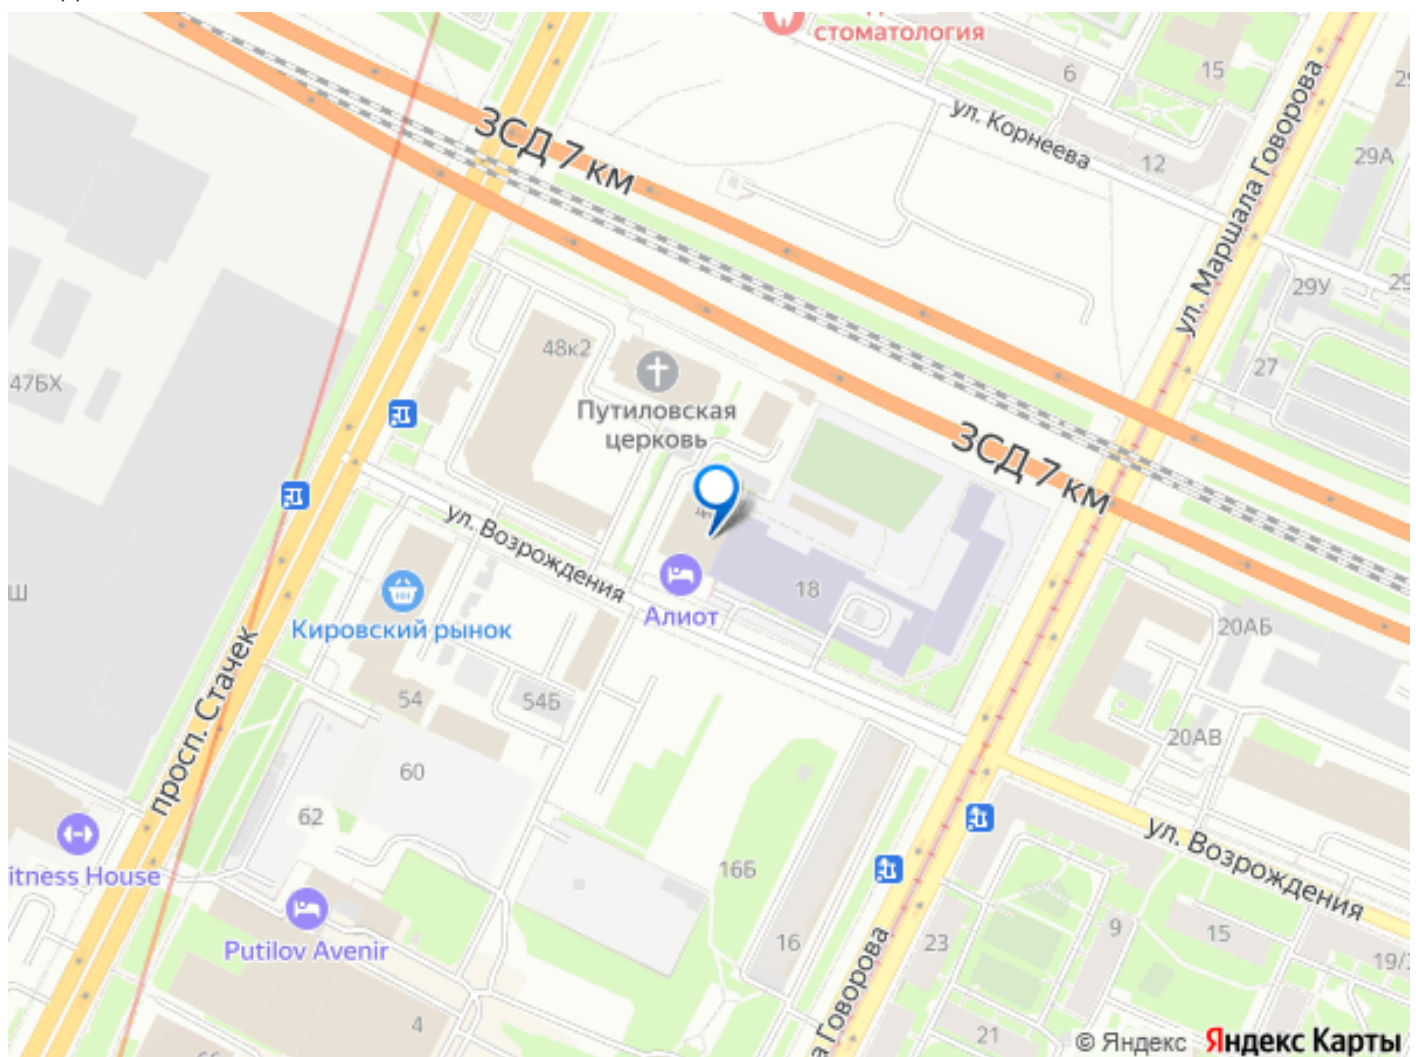 стоматология
6
15
ул. Корнеева
12
29А
ЗСД 7 км
ул. Маршала Говорова
29У
27
47БХ
48к2
Путиловская
церковь
ЗСД 7 км
ул. Возрождения
18
Алиот
Кировский рынок
20АБ
просп. Стачек
54
54Б
20АВ
60
62
16Б
ул. Возрождения
itness House
Putilov Avenir
16
23
9
15
19/3
а Говорова
4
21
© Яндекс Яндекс Карты